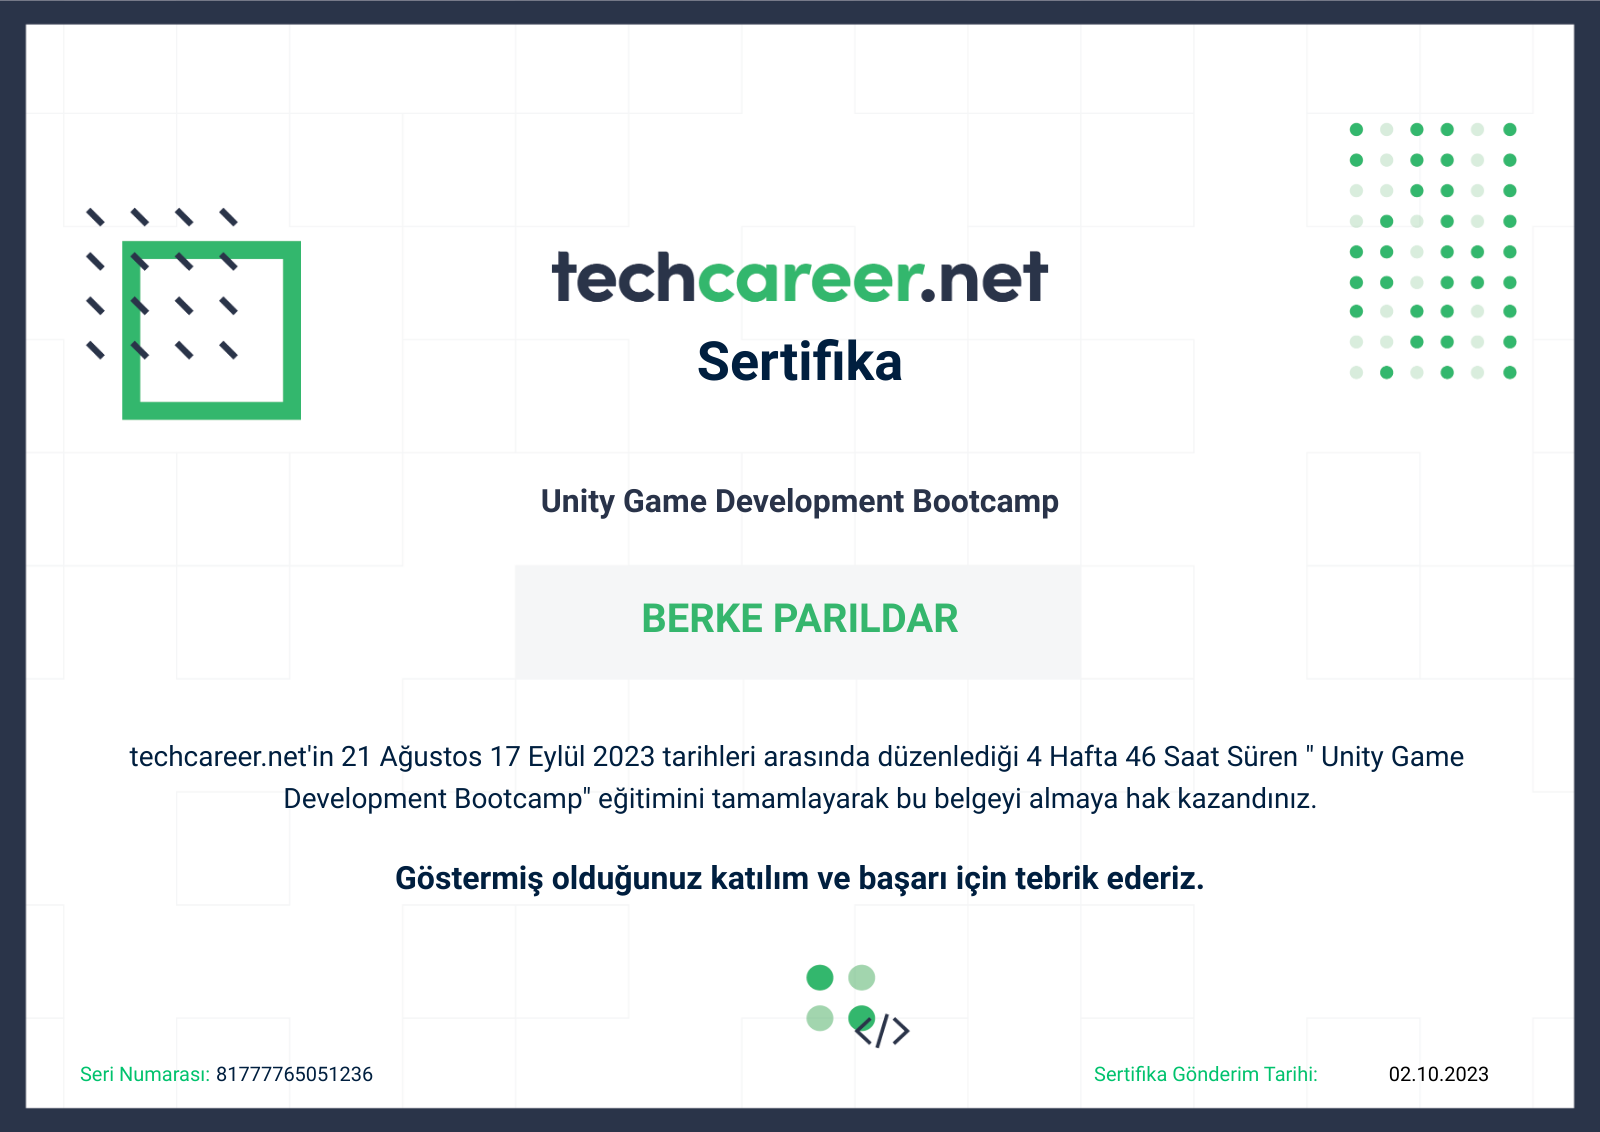 techcareer.net
Sertifika
Unity Game Development Bootcamp
BERKE PARILDAR
techcareer.net'in 21 Ağustos 17 Eylül 2023 tarihleri arasında düzenlediği 4 Hafta 46 Saat Süren " Unity Game
Development Bootcamp" eğitimini tamamlayarak bu belgeyi almaya hak kazandınız.
Göstermiş olduğunuz katılım ve başarı için tebrik ederiz.
</>
Seri Numarası: 81777765051236
Sertifika Gönderim Tarihi: 02.10.2023